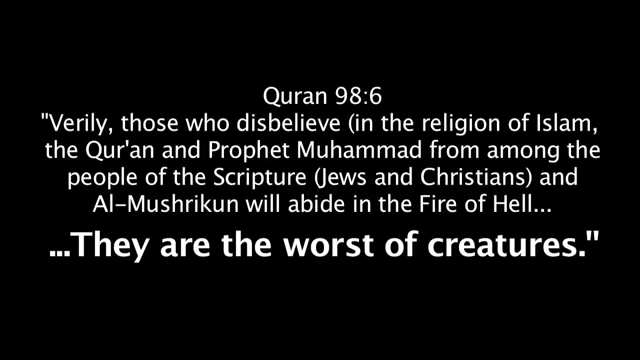 Quran 98:6
"Verily, those who disbelieve (in the religion of Islam,
the Qur'an and Prophet Muhammad from among the
people of the Scripture (Jews and Christians) and
Al-Mushrikun will abide in the Fire of Hell...
...They are the worst of creatures."